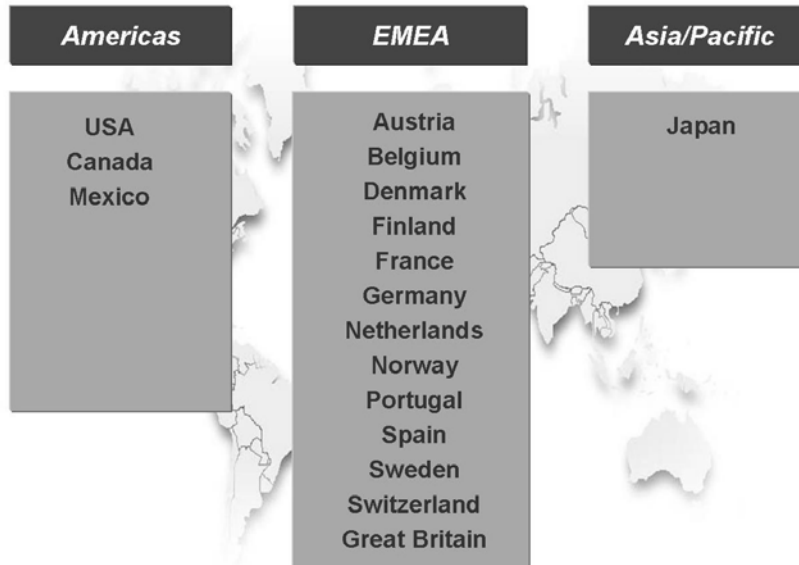 Americas
USA
Canada
Mexico
EMEA
Austria
Belgium
Denmark
Finland
France
Germany
Netherlands
Norway
Portugal
Spain
Sweden
Switzerland
Great Britain
Asia/Pacific
Japan